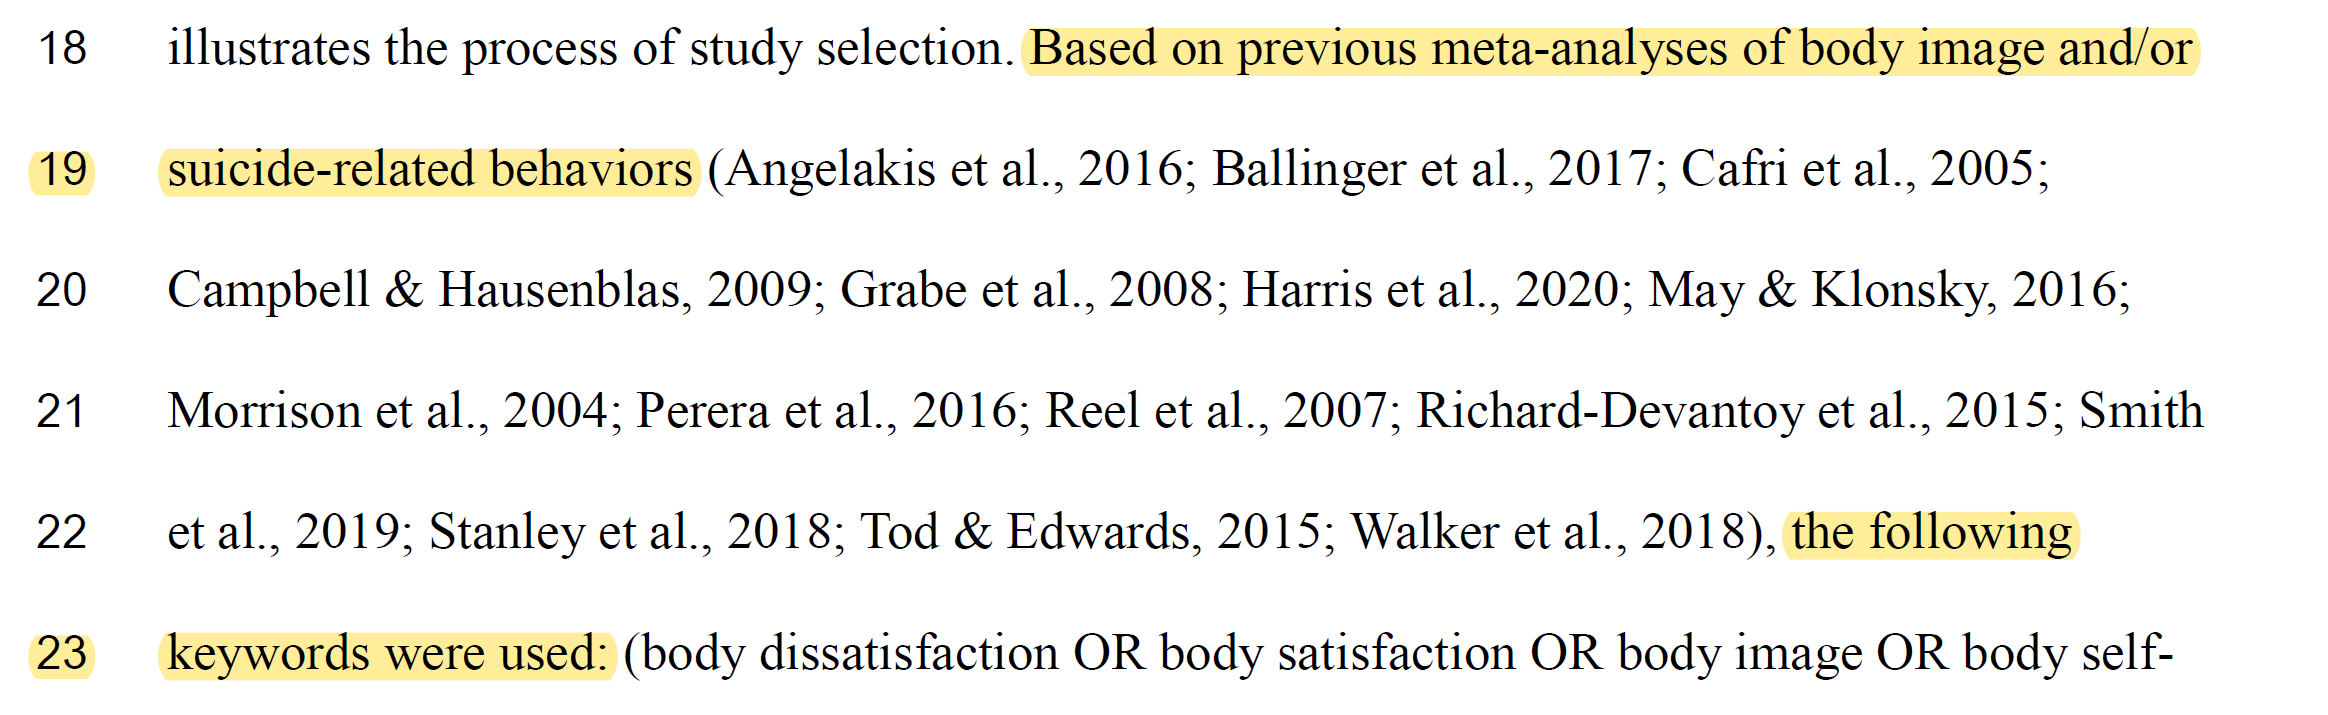 18 illustrates the process of study selection. Based on previous meta-analyses of body image and/or
19 suicide-related behaviors (Angelakis et al., 2016; Ballinger et al., 2017; Cafri et al., 2005;
20 Campbell & Hausenblas, 2009; Grabe et al., 2008; Harris et al., 2020; May & Klonsky, 2016;
21 Morrison et al., 2004; Perera et al., 2016; Reel et al., 2007; Richard-Devantoy et al., 2015; Smith
22 et al., 2019; Stanley et al., 2018; Tod & Edwards, 2015; Walker et al., 2018), the following
23 keywords were used: (body dissatisfaction OR body satisfaction OR body image OR body self-